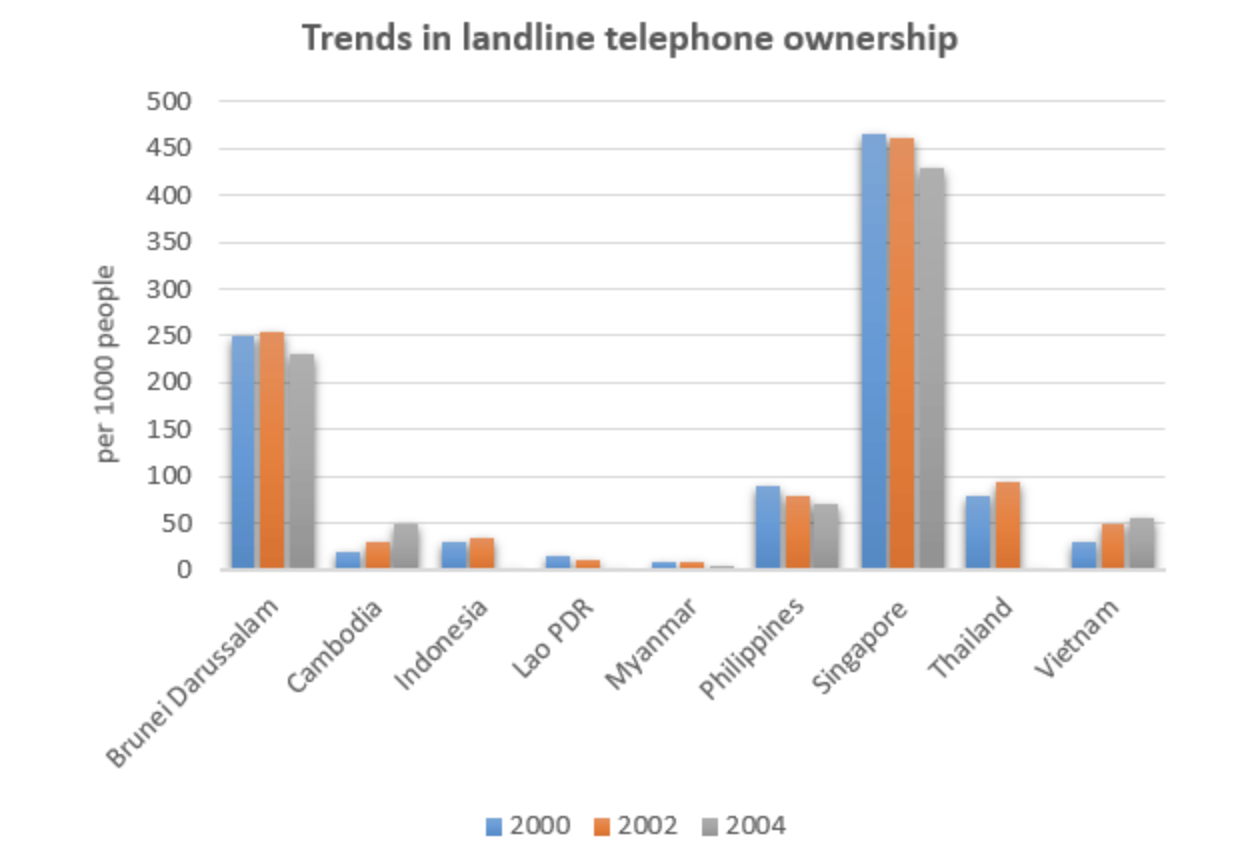 Trends in landline telephone ownership
per 1000 people
500
450
400
350
300
250
200
150
100
50
0
Brunei Darussalam
Cambodia
Indonesia
Lao PDR
Myanmar
Philippines
Singapore
Thailand
Vietnam
2000 2002 2004